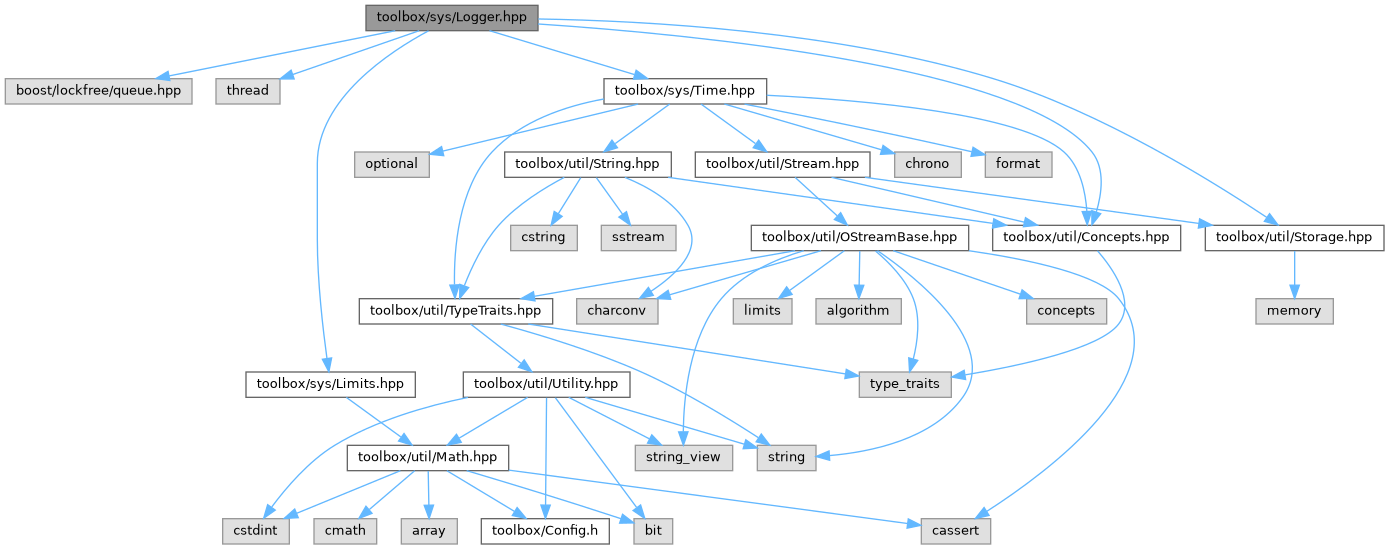 toolbox/sys/Logger.hpp
boost/lockfree/queue.hpp
thread
toolbox/sys/Time.hpp
optional
toolbox/util/String.hpp
toolbox/util/Stream.hpp
chrono
format
cstring
sstream
toolbox/util/OStreamBase.hpp
toolbox/util/Concepts.hpp
toolbox/util/Storage.hpp
toolbox/util/TypeTraits.hpp
charconv
limits
algorithm
concepts
memory
toolbox/sys/Limits.hpp
toolbox/util/Utility.hpp
type_traits
toolbox/util/Math.hpp
string_view
string
cstdint
cmath
array
toolbox/Config.h
bit
cassert